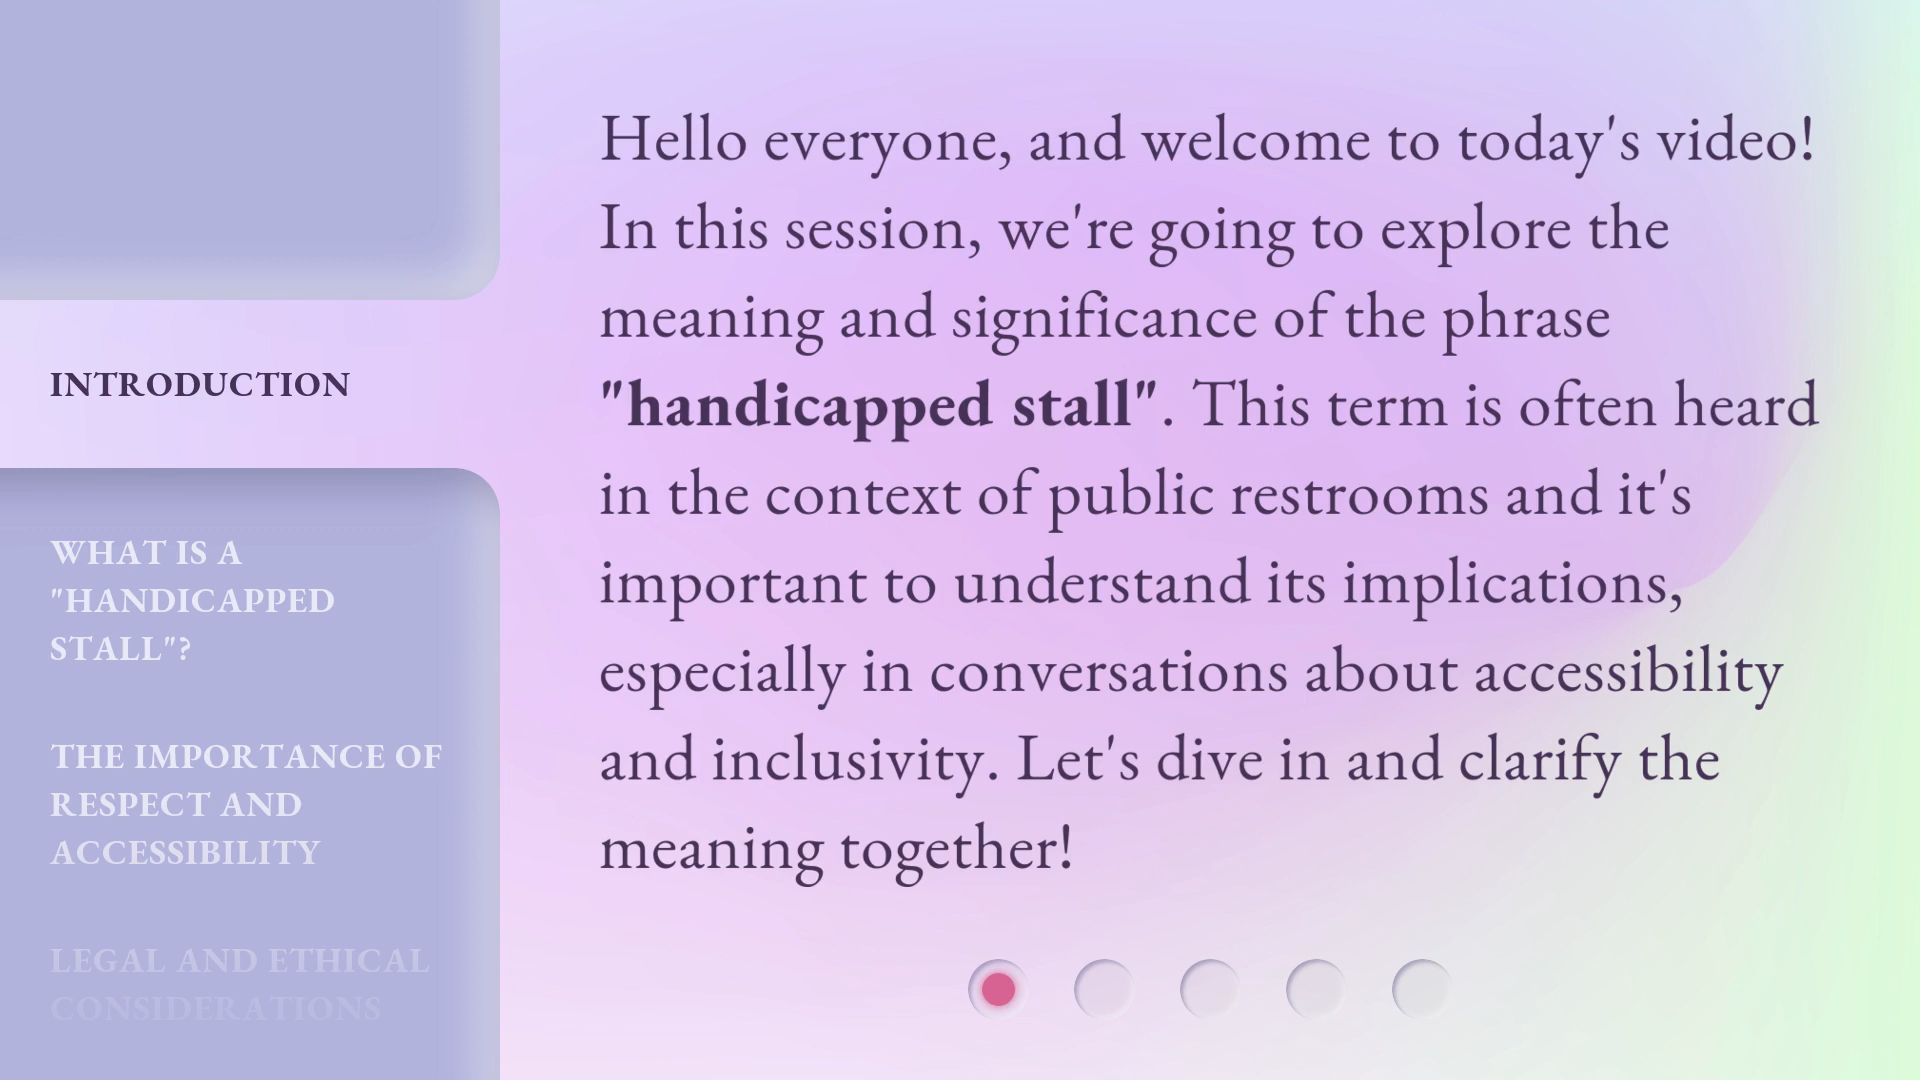 INTRODUCTION
WHAT IS A
"HANDICAPPED
STALL"?
THE IMPORTANCE OF
RESPECT AND
ACCESSIBILITY
LEGAL AND ETHICAL
CONSIDERATIONS
Hello everyone, and welcome to today's video!
In this session, we're going to explore the
meaning and significance of the phrase
"handicapped stall". This term is often heard
in the context of public restrooms and it's
important to understand its implications,
especially in conversations about accessibility
and inclusivity. Let's dive in and clarify the
meaning together!